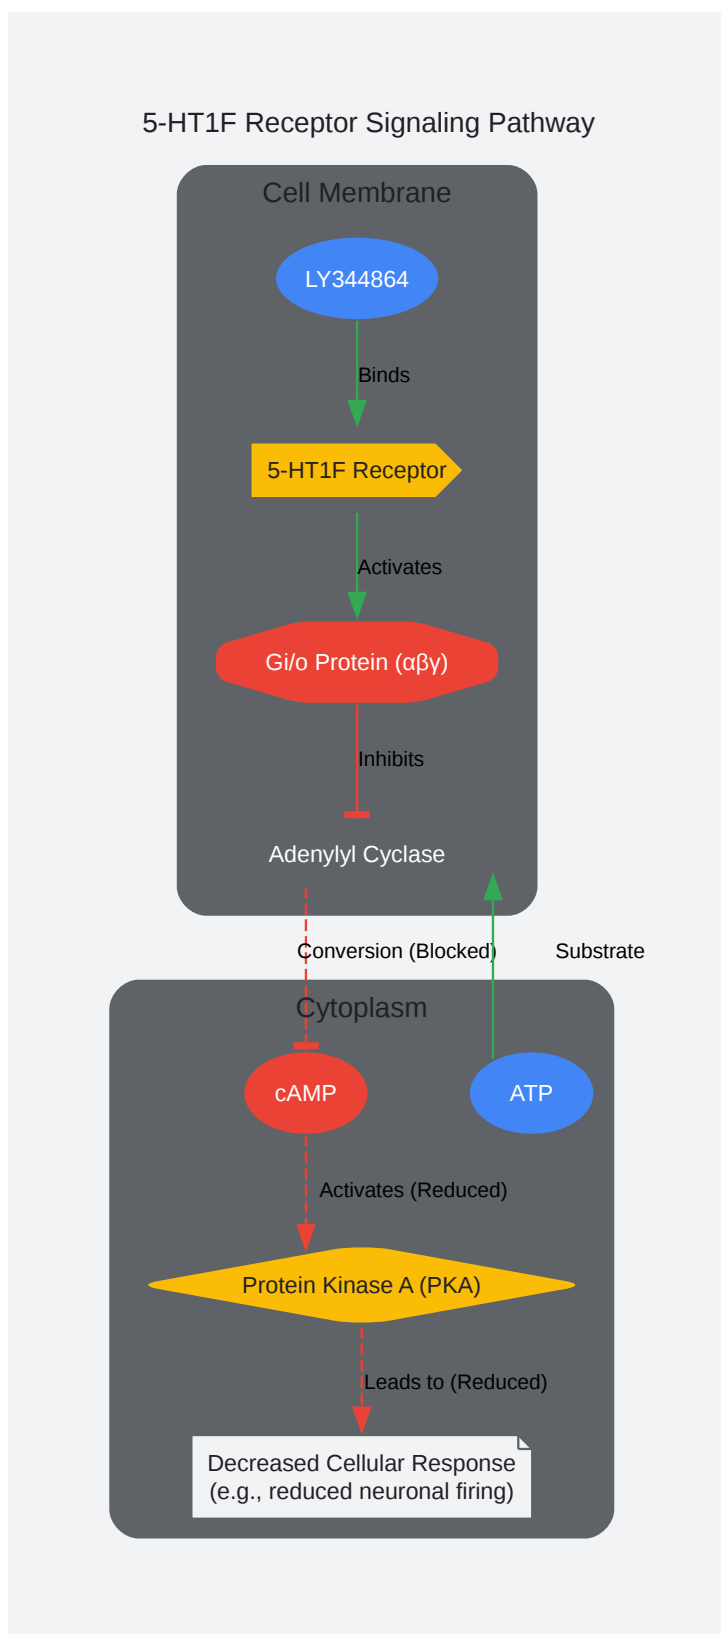 5-HT1F Receptor Signaling Pathway
Cell Membrane
LY344864
Binds
5-HT1F Receptor
Activates
Gi/o Protein (αβγ)
Inhibits
Adenylyl Cyclase
Conversion (Blocked)
Substrate
Cytoplasm
cAMP
ATP
Activates (Reduced)
Protein Kinase A (PKA)
Leads to (Reduced)
Decreased Cellular Response
(e.g., reduced neuronal firing)